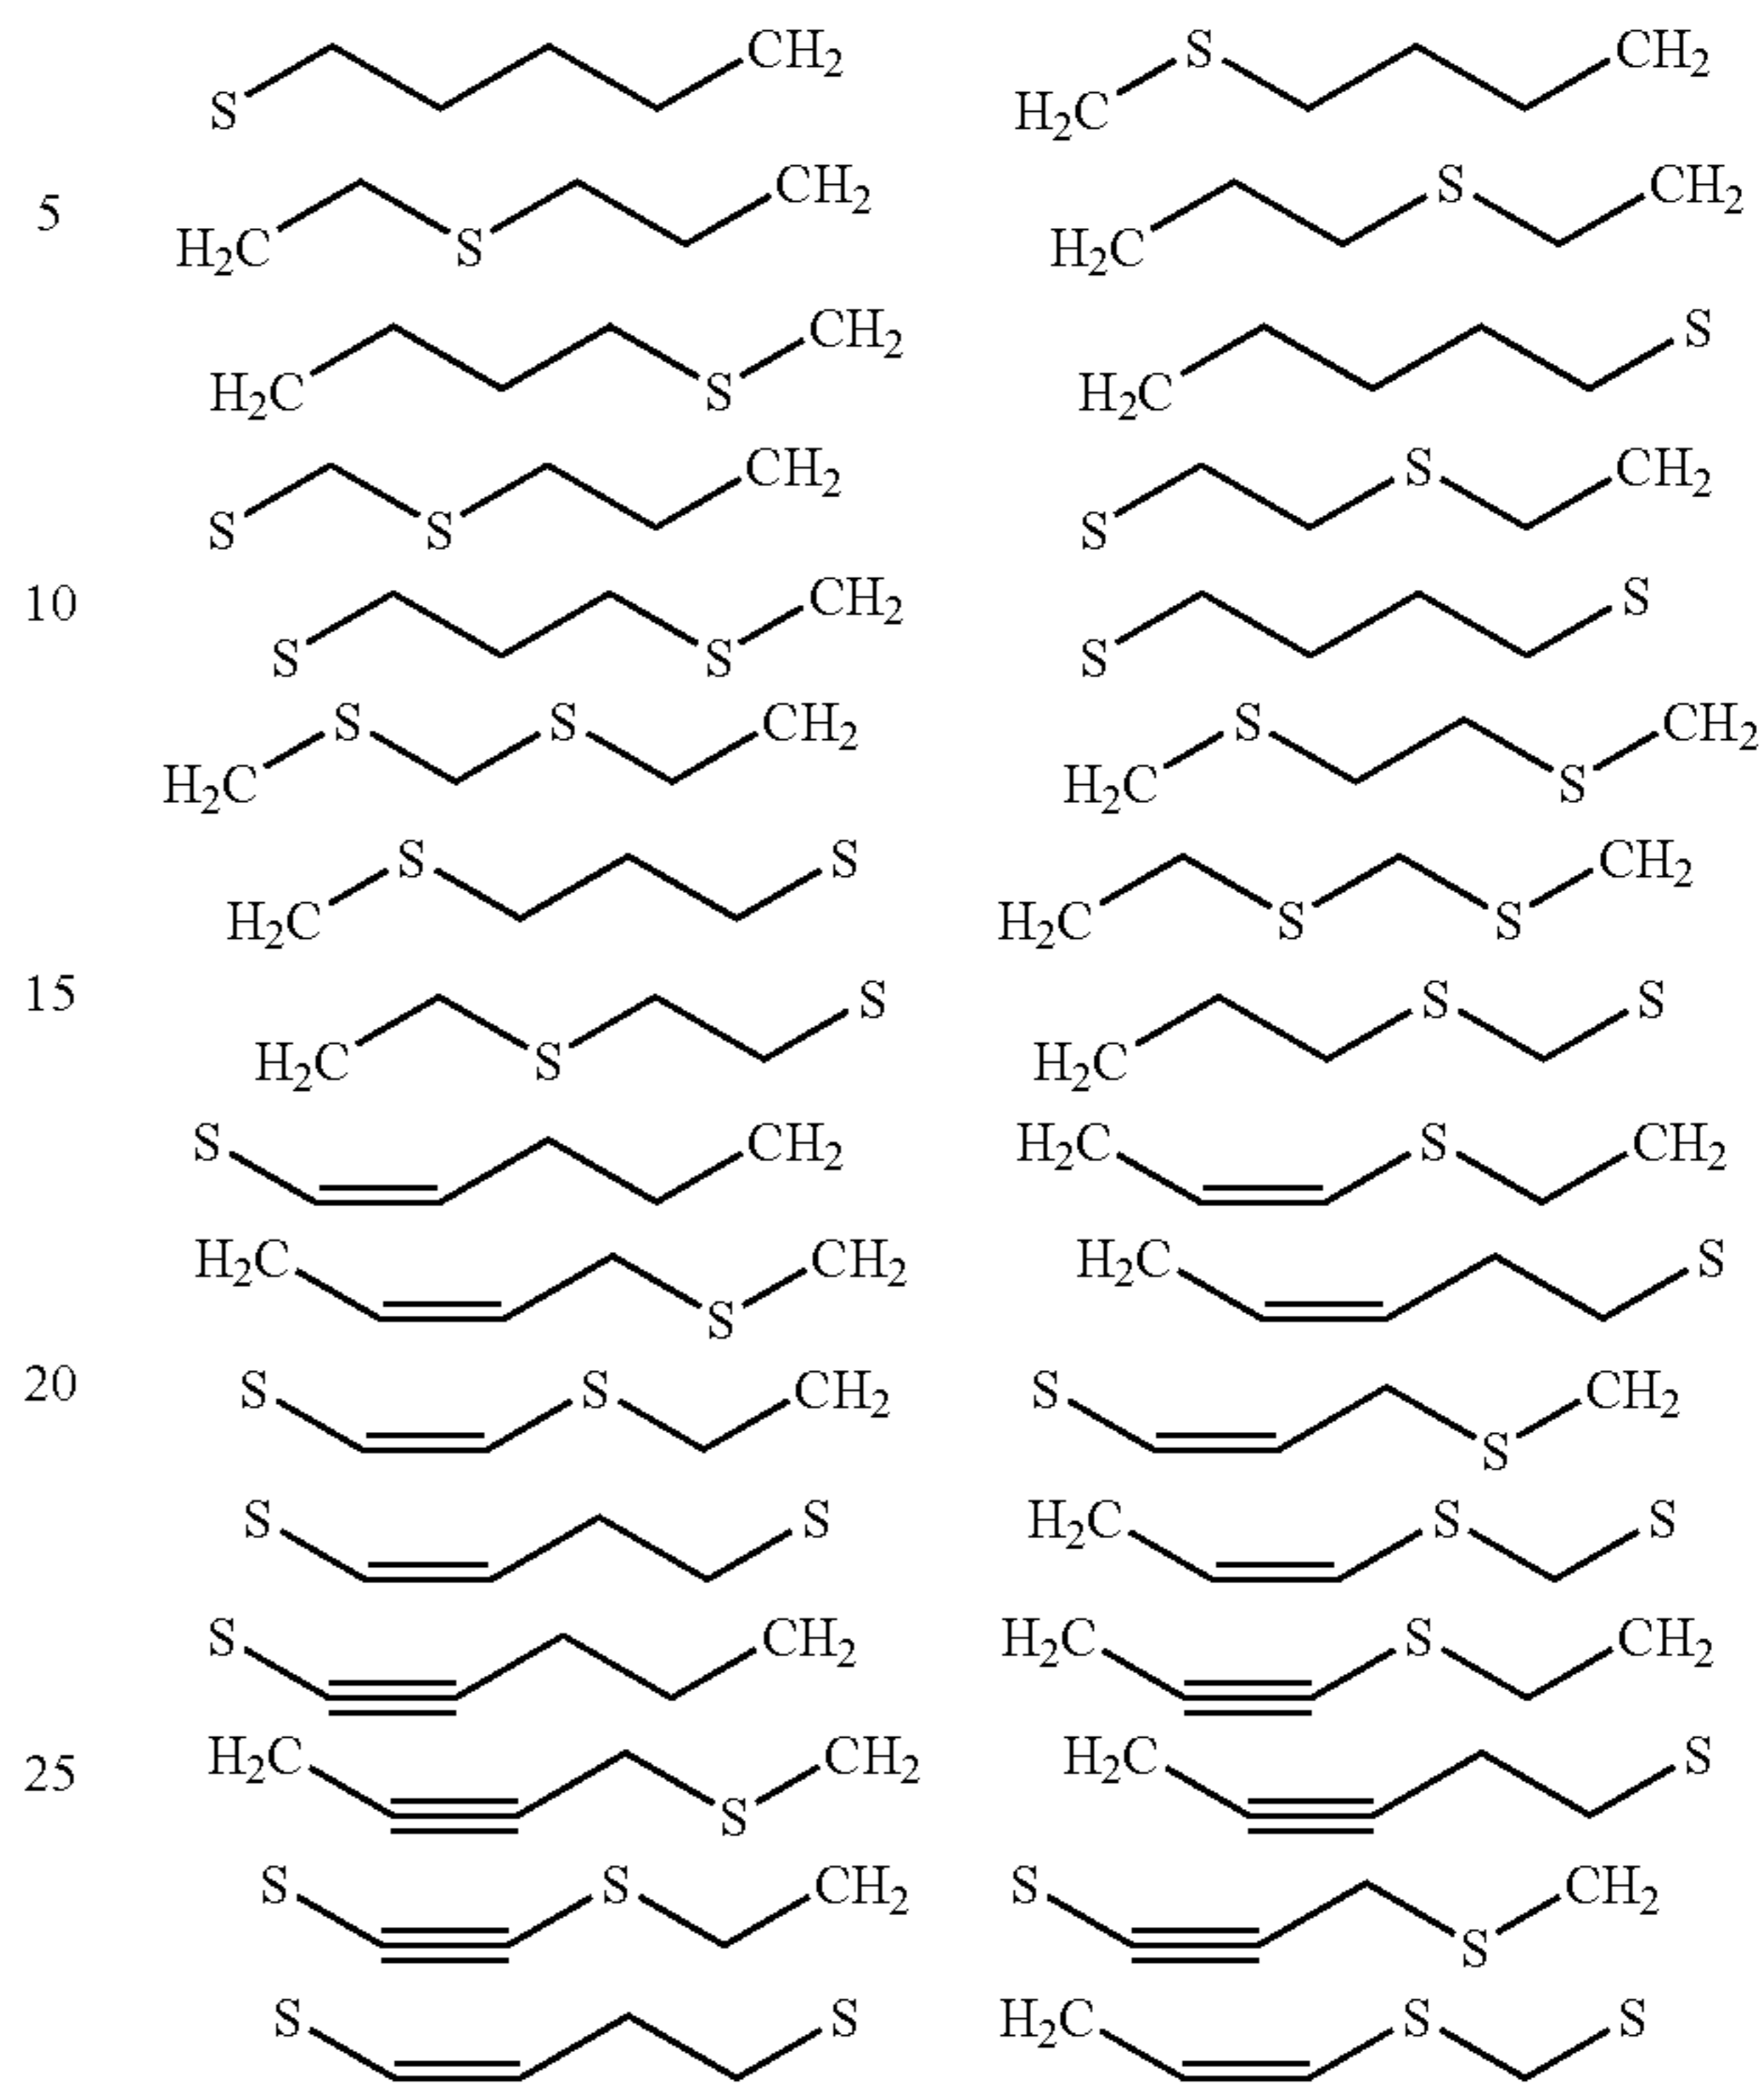 S CH₂ H₂C S CH₂
5 H₂C S CH₂ H₂C S CH₂
H₂C S CH₂ H₂C S
S S CH₂ S S CH₂
10 S S CH₂ S S
H₂C S S CH₂ H₂C S S CH₂
H₂C S S H₂C S S CH₂
15 H₂C S S H₂C S S
S CH₂ H₂C S CH₂
H₂C S CH₂ H₂C S
20 S S CH₂ S S CH₂
S S H₂C S S
S CH₂ H₂C S CH₂
25 H₂C S CH₂ H₂C S
S S CH₂ S S CH₂
S S H₂C S S